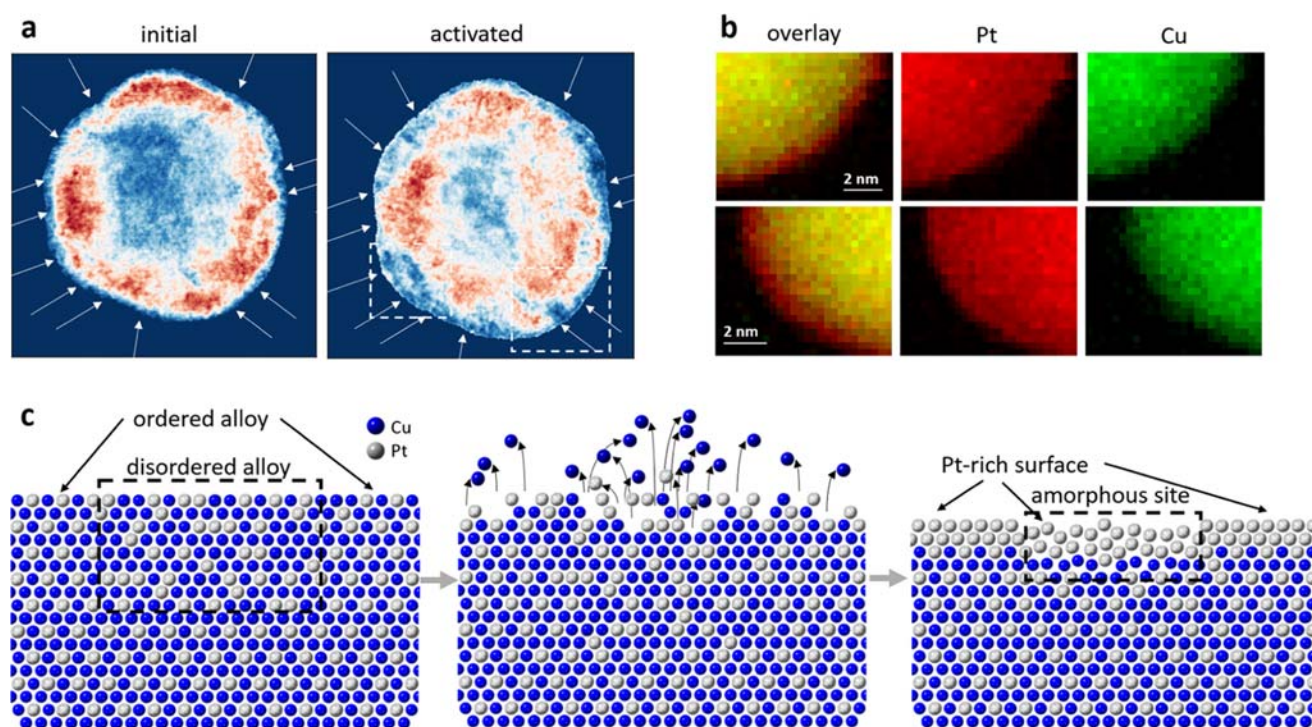 a
initial
activated
b
overlay
Pt
Cu
2 nm
2 nm
c
ordered alloy
disordered alloy
Cu
Pt
Pt-rich surface
amorphous site